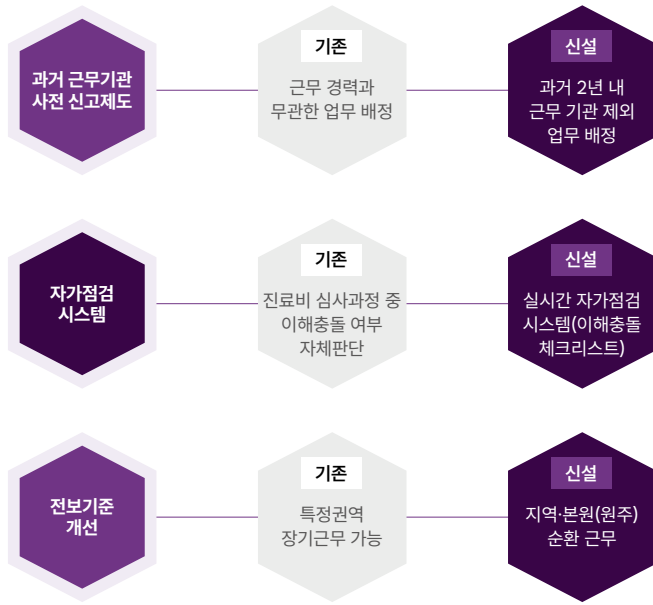 과거 근무기관
사전 신고제도
기존
근무 경력과
무관한 업무 배정
신설
과거 2년 내
근무 기관 제외
업무 배정
자가점검
시스템
기존
진료비 심사과정 중
이해충돌 여부
자체판단
신설
실시간 자가점검
시스템(이해충돌
체크리스트)
전보기준
개선
기존
특정권역
장기근무 가능
신설
지역·본원(원주)
순환 근무